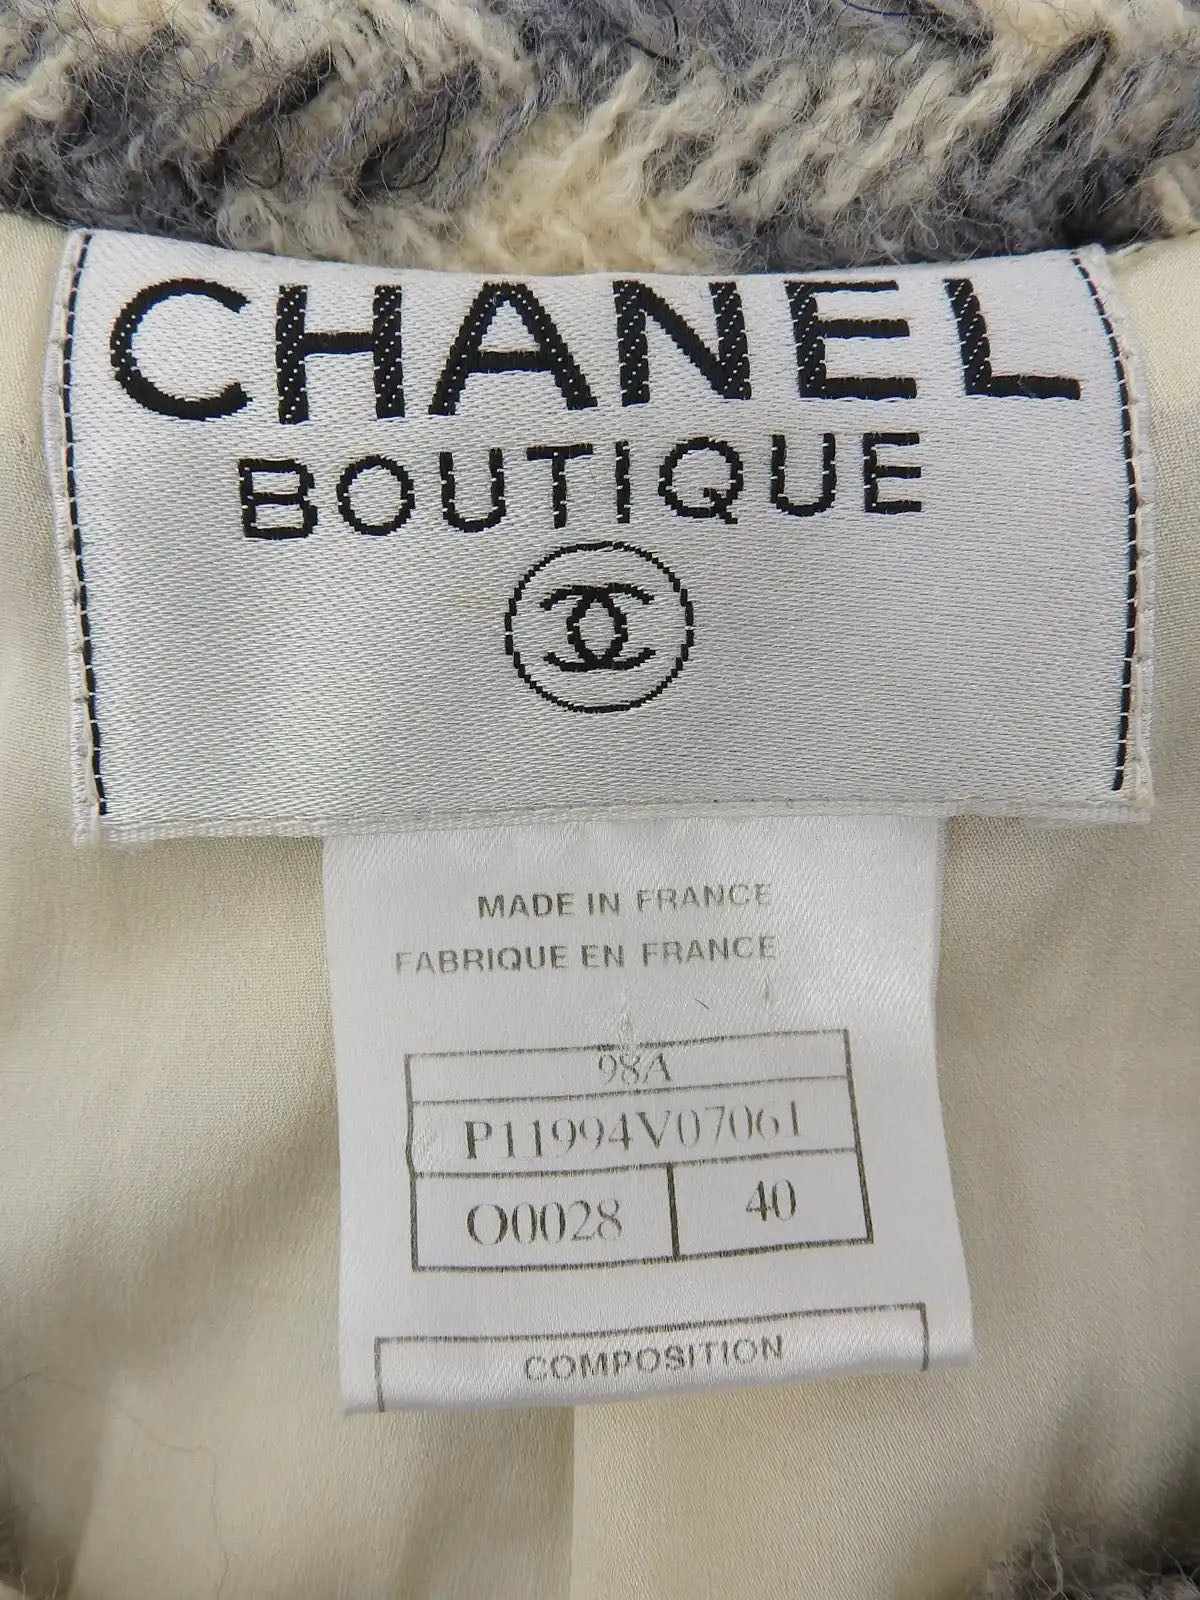 CHANEL
BOUTIQUE
MADE IN FRANCE
FABRIQUE EN FRANCE
98A
P11994V07061
O0028 40
COMPOSITION